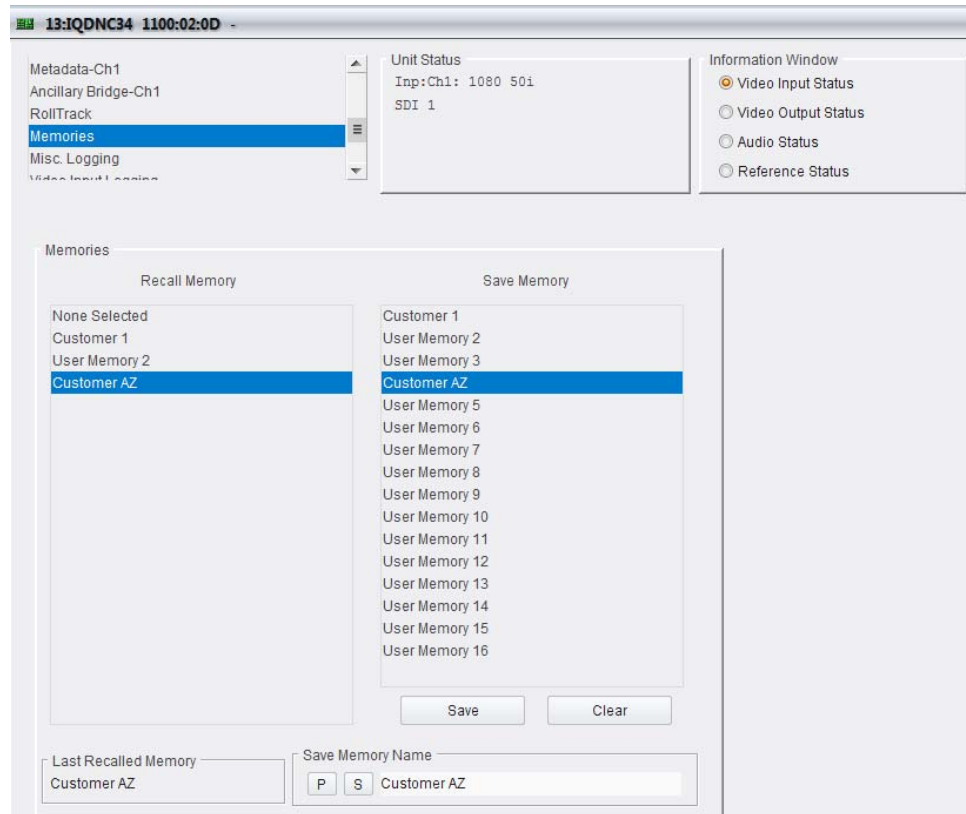 13:IQDNC34 1100:02:0D -
Metadata-Ch1
Ancillary Bridge-Ch1
RollTrack
Memories
Misc. Logging
Video Input Logging
Unit Status
Inp:Ch1: 1080 50i
SDI 1
Information Window
Video Input Status
Video Output Status
Audio Status
Reference Status
Memories
Recall Memory
None Selected
Customer 1
User Memory 2
Customer AZ
Save Memory
Customer 1
User Memory 2
User Memory 3
Customer AZ
User Memory 5
User Memory 6
User Memory 7
User Memory 8
User Memory 9
User Memory 10
User Memory 11
User Memory 12
User Memory 13
User Memory 14
User Memory 15
User Memory 16
Save
Clear
Last Recalled Memory
Customer AZ
Save Memory Name
P
S
Customer AZ